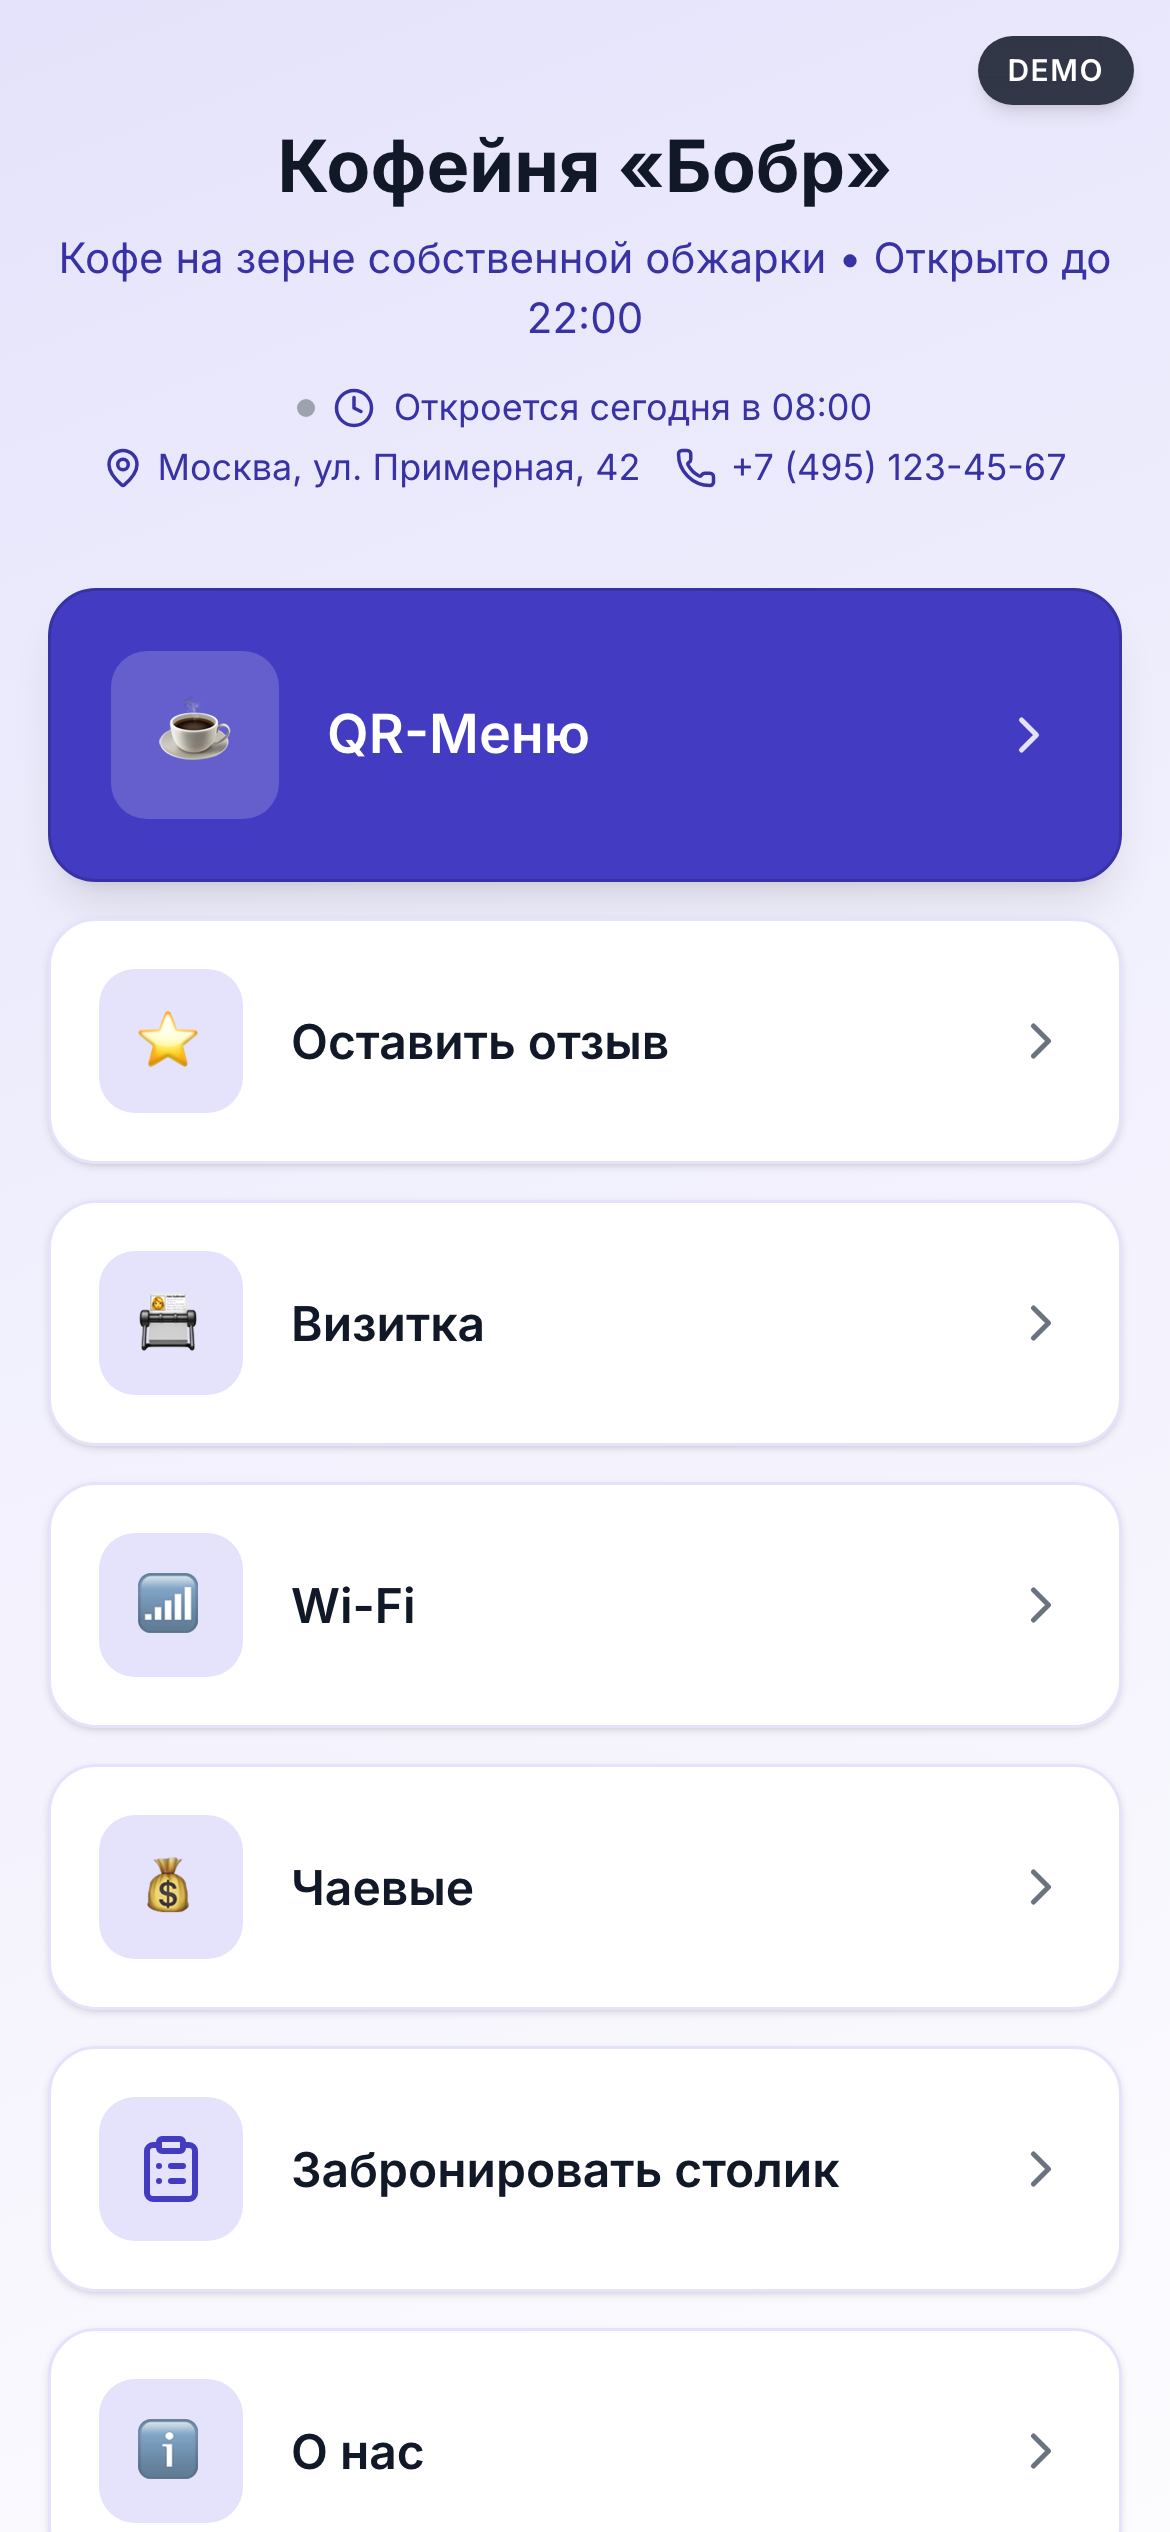 DEMO
Кофейня «Бобр»
Кофе на зерне собственной обжарки • Открыто до
22:00
Откроется сегодня в 08:00
Москва, ул. Примерная, 42 +7 (495) 123-45-67
QR-Меню
Оставить отзыв
Визитка
Wi-Fi
Чаевые
Забронировать столик
О нас